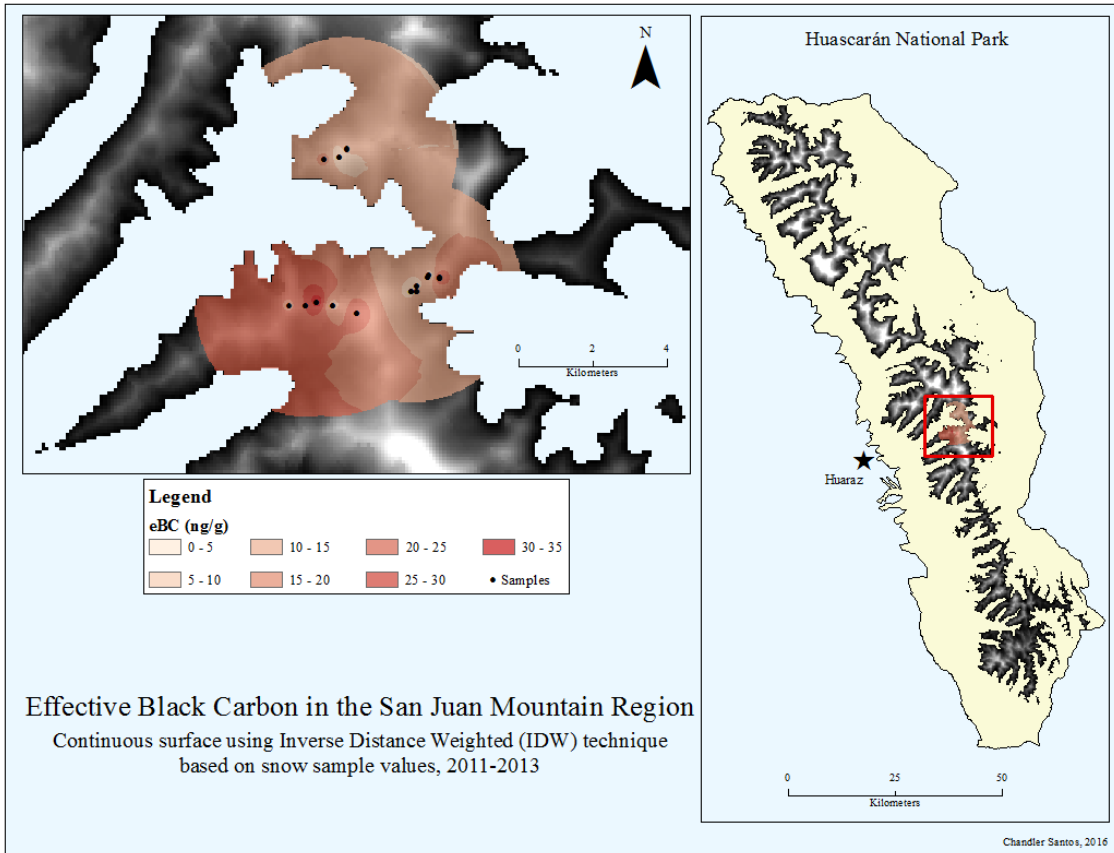 N
0 2 4
Kilometers
Legend
eBC (ng/g)
0 - 5 10 - 15 20 - 25 30 - 35
5 - 10 15 - 20 25 - 30 Samples
Effective Black Carbon in the San Juan Mountain Region
Continuous surface using Inverse Distance Weighted (IDW) technique
based on snow sample values, 2011-2013
Huascarán National Park
Huaraz
0 25 50
Kilometers
Chandler Santos, 2016